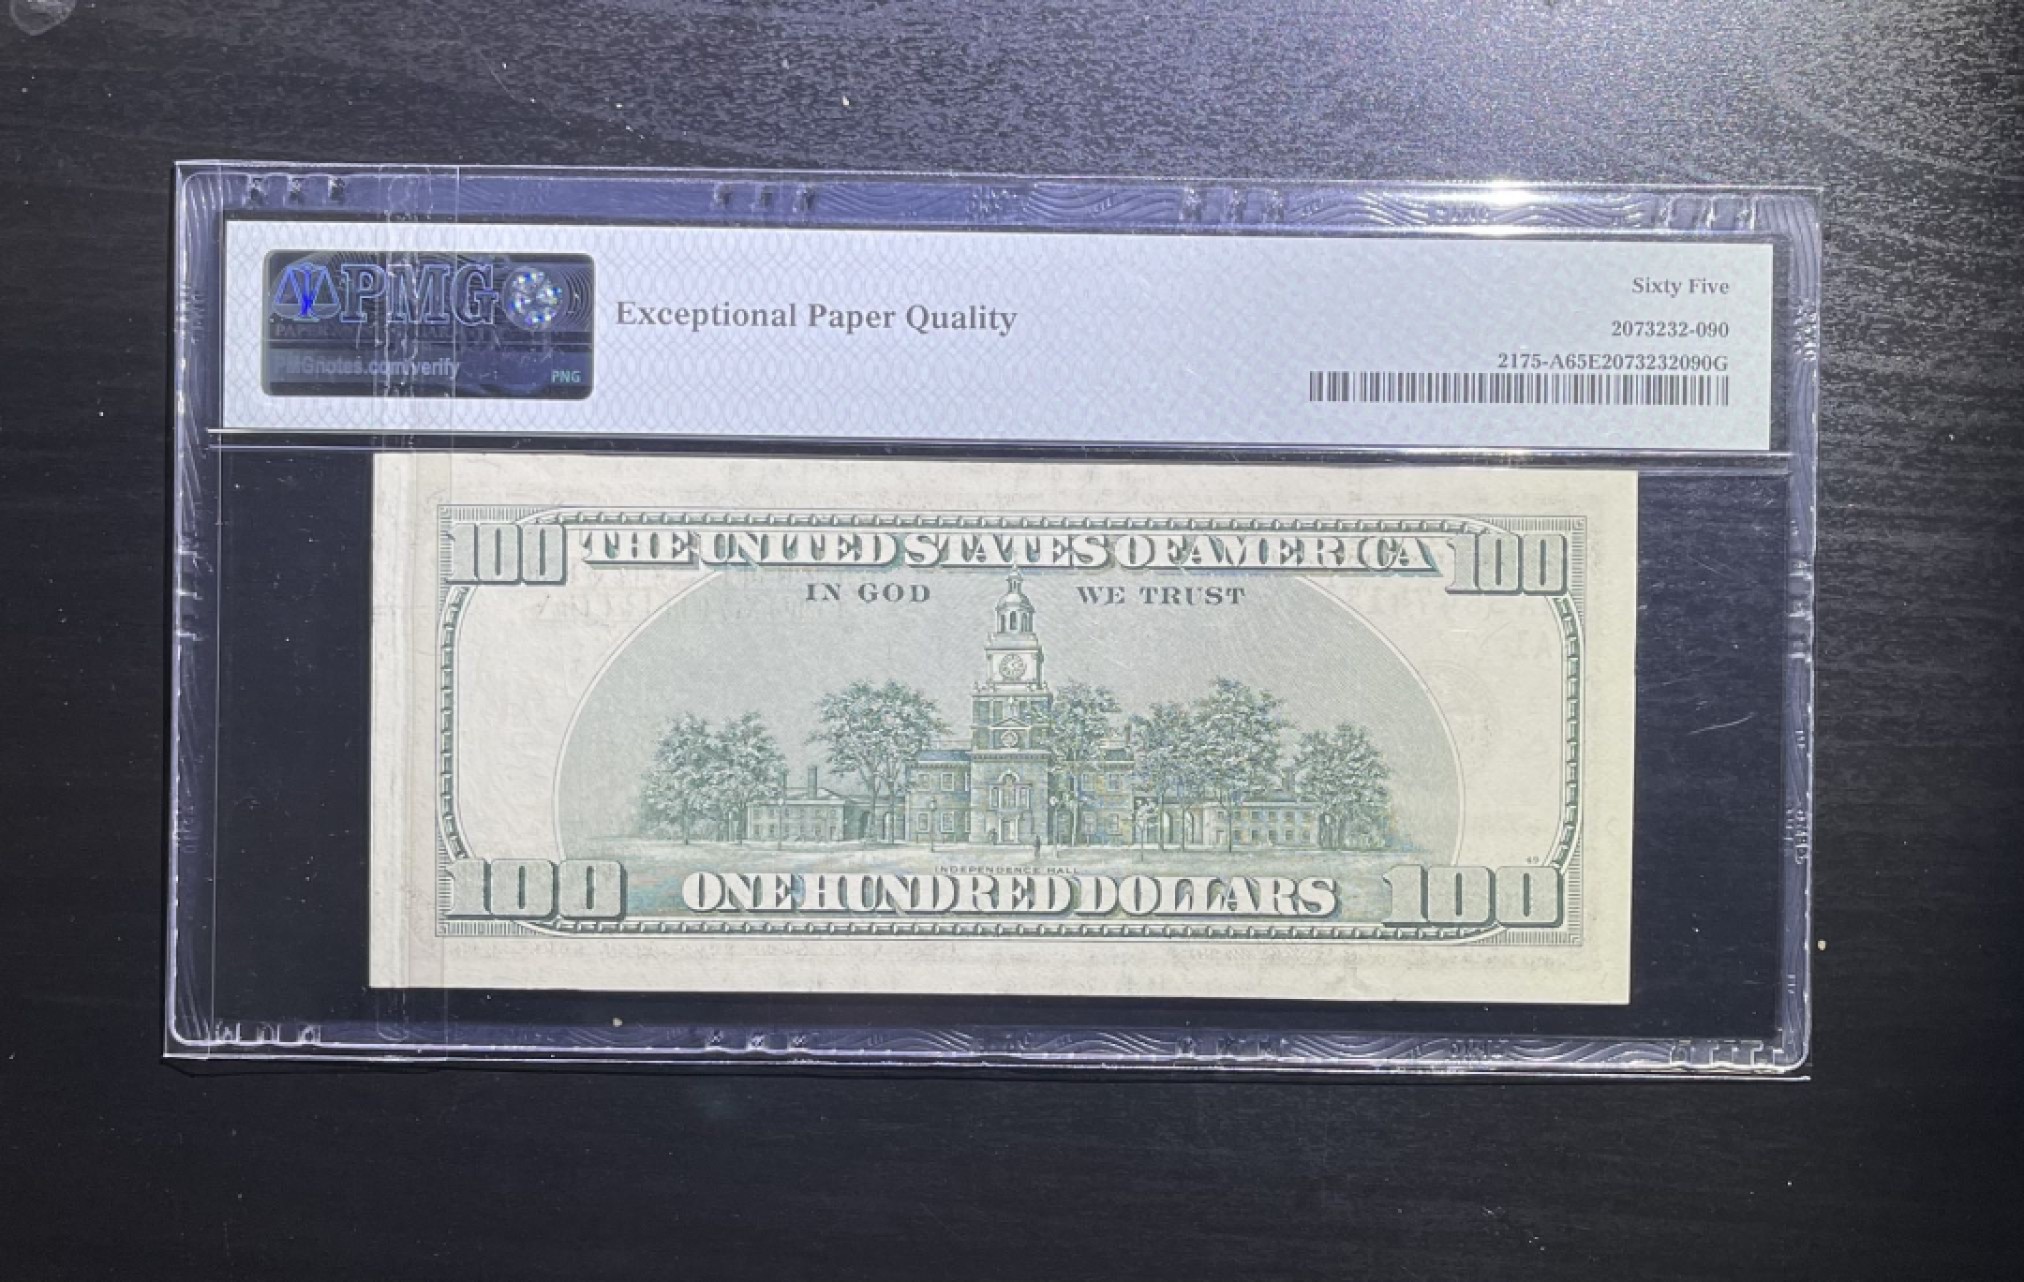 PMG
PMGnotes.com/verify
PNG
Exceptional Paper Quality
Sixty Five
2073232-090
2175-A65E2073232090G
100 THE UNITED STATES OF AMERICA 100
IN GOD WE TRUST
INDEPENDENCE HALL
49
100 ONE HUNDRED DOLLARS 100